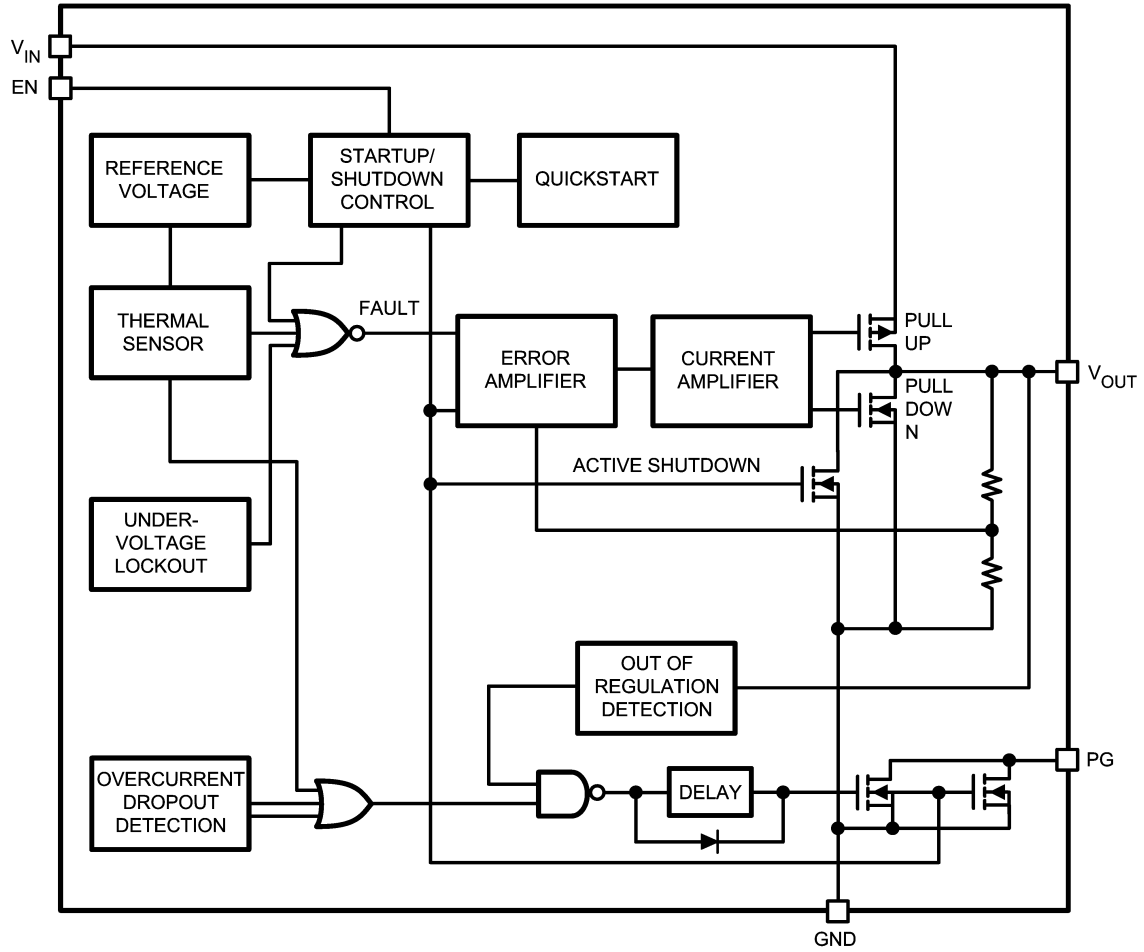 V_IN
EN
REFERENCE
VOLTAGE
STARTUP/
SHUTDOWN
CONTROL
QUICKSTART
THERMAL
SENSOR
FAULT
ERROR
AMPLIFIER
CURRENT
AMPLIFIER
PULL
UP
V_OUT
PULL
DOW
N
ACTIVE SHUTDOWN
UNDER-
VOLTAGE
LOCKOUT
OUT OF
REGULATION
DETECTION
OVERCURRENT
DROPOUT
DETECTION
DELAY
PG
GND